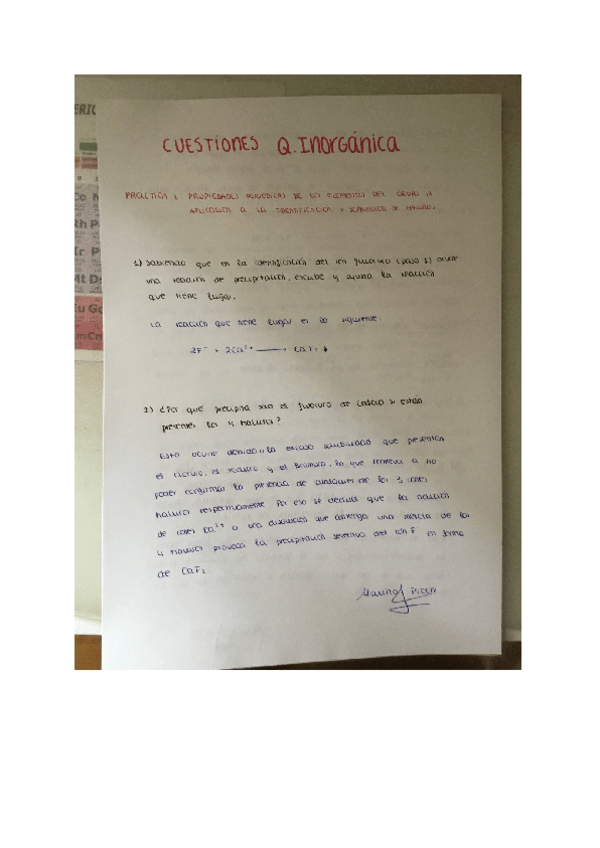 ERIC
CUESTIONES Q.INORGÁNICA
PRÁCTICA 1: PROPIEDADES PERIÓDICAS DE LOS ELEMENTOS DEL GRUPO
APLICACIÓN A LA IDENTIFICACIÓN Y SEPARACIÓN DE HALUROS.
1) Sabiendo que en la identificación del ion fluoruro (paso 1) ocurre
una reacción de precipitación, escribe y ajusta la reacción
que tiene lugar.
La reacción que tiene lugar es la siguiente:
2F⁻ + 2Ca²⁺ → CaF₂ ↓
2) ¿Por qué precipita solo el fluoruro de calcio si están
presentes los 4 haluros?
Esto ocurre debido a la escasa solubilidad que presentan
el cloruro, el yoduro y el bromuro, lo que conlleva a no
poder confirmar la presencia de cualquier de los 3 iones
haluros respectivamente. Por eso se deduce que la adición
de iones Ca²⁺ a una disolución que contenga una mezcla de los
4 haluros provoca la precipitación selectiva del ion F⁻ en forma
de CaF₂